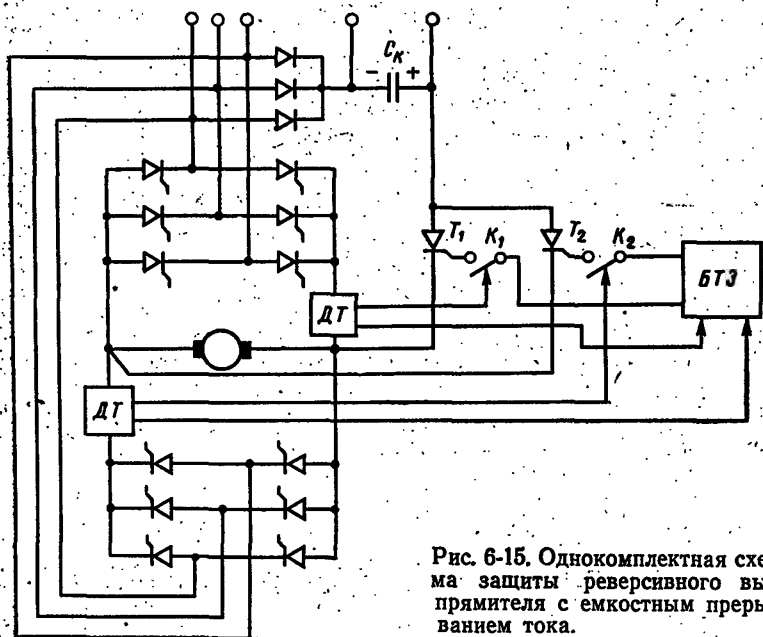 Cк
− +
T₁ K₁ T₂ K₂
БТЗ
ДТ
ДТ
Рис. 6-15. Однокомплектная схе-
ма защиты реверсивного вы-
прямителя с емкостным преры-
ванием тока.